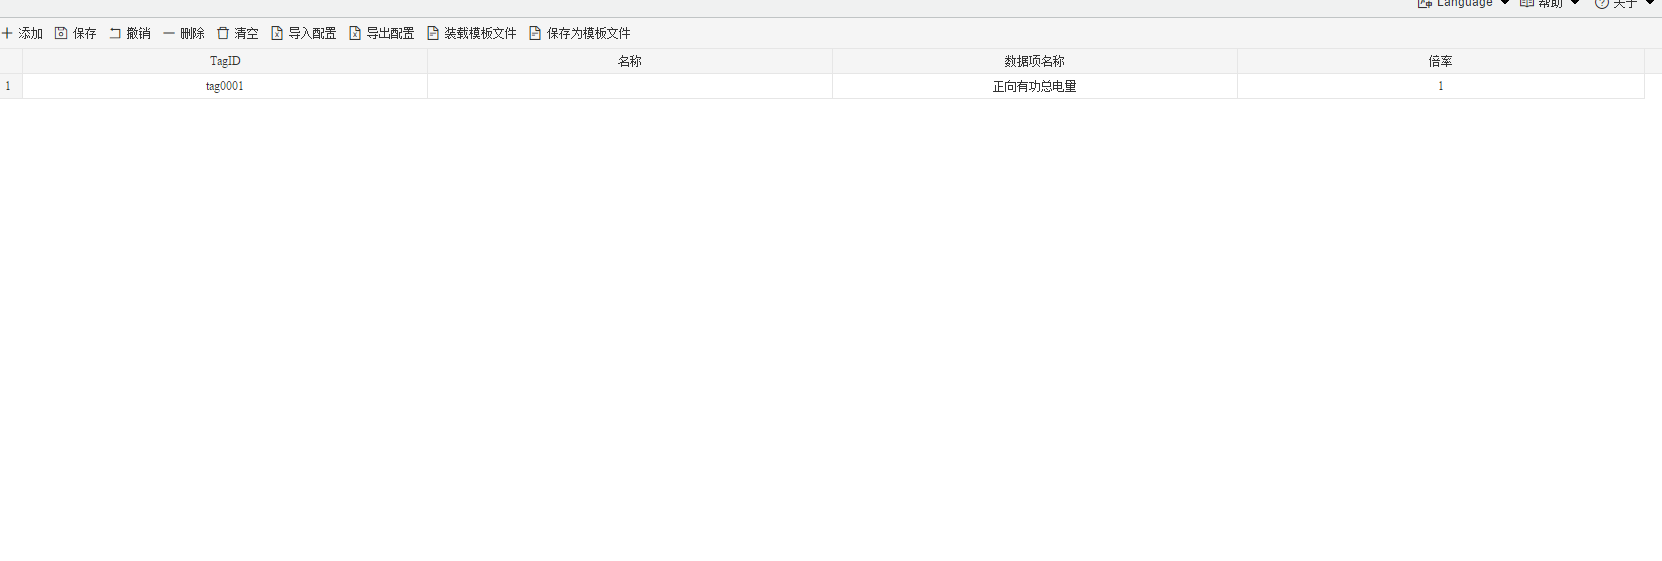 Language 帮助 关于
添加 保存 撤销 删除 清空 导入配置 导出配置 装载模板文件 保存为模板文件
TagID 名称 数据项名称 倍率
1 tag0001 正向有功总电量 1